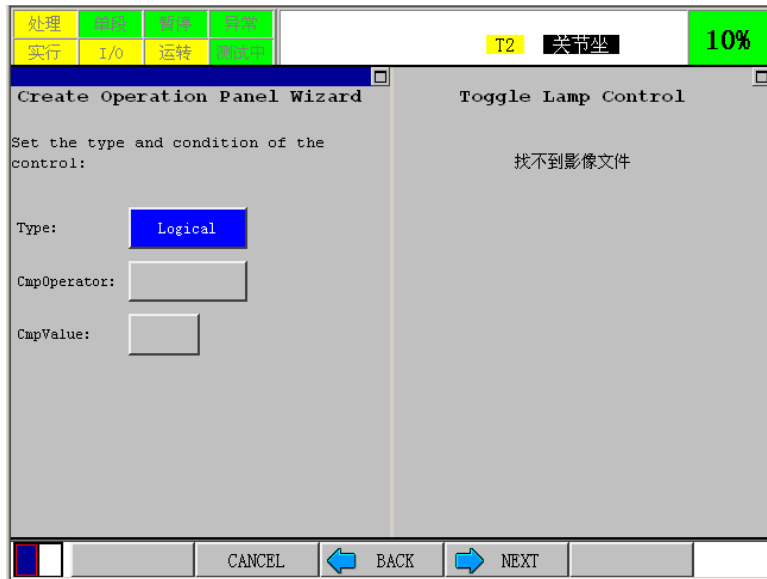 处理 单段 暂停 异常
实行 I/O 运转 测试中
T2 关节坐
10%
Create Operation Panel Wizard
Set the type and condition of the
control:
Type: Logical
CmpOperator:
CmpValue:
Toggle Lamp Control
找不到影像文件
CANCEL BACK NEXT